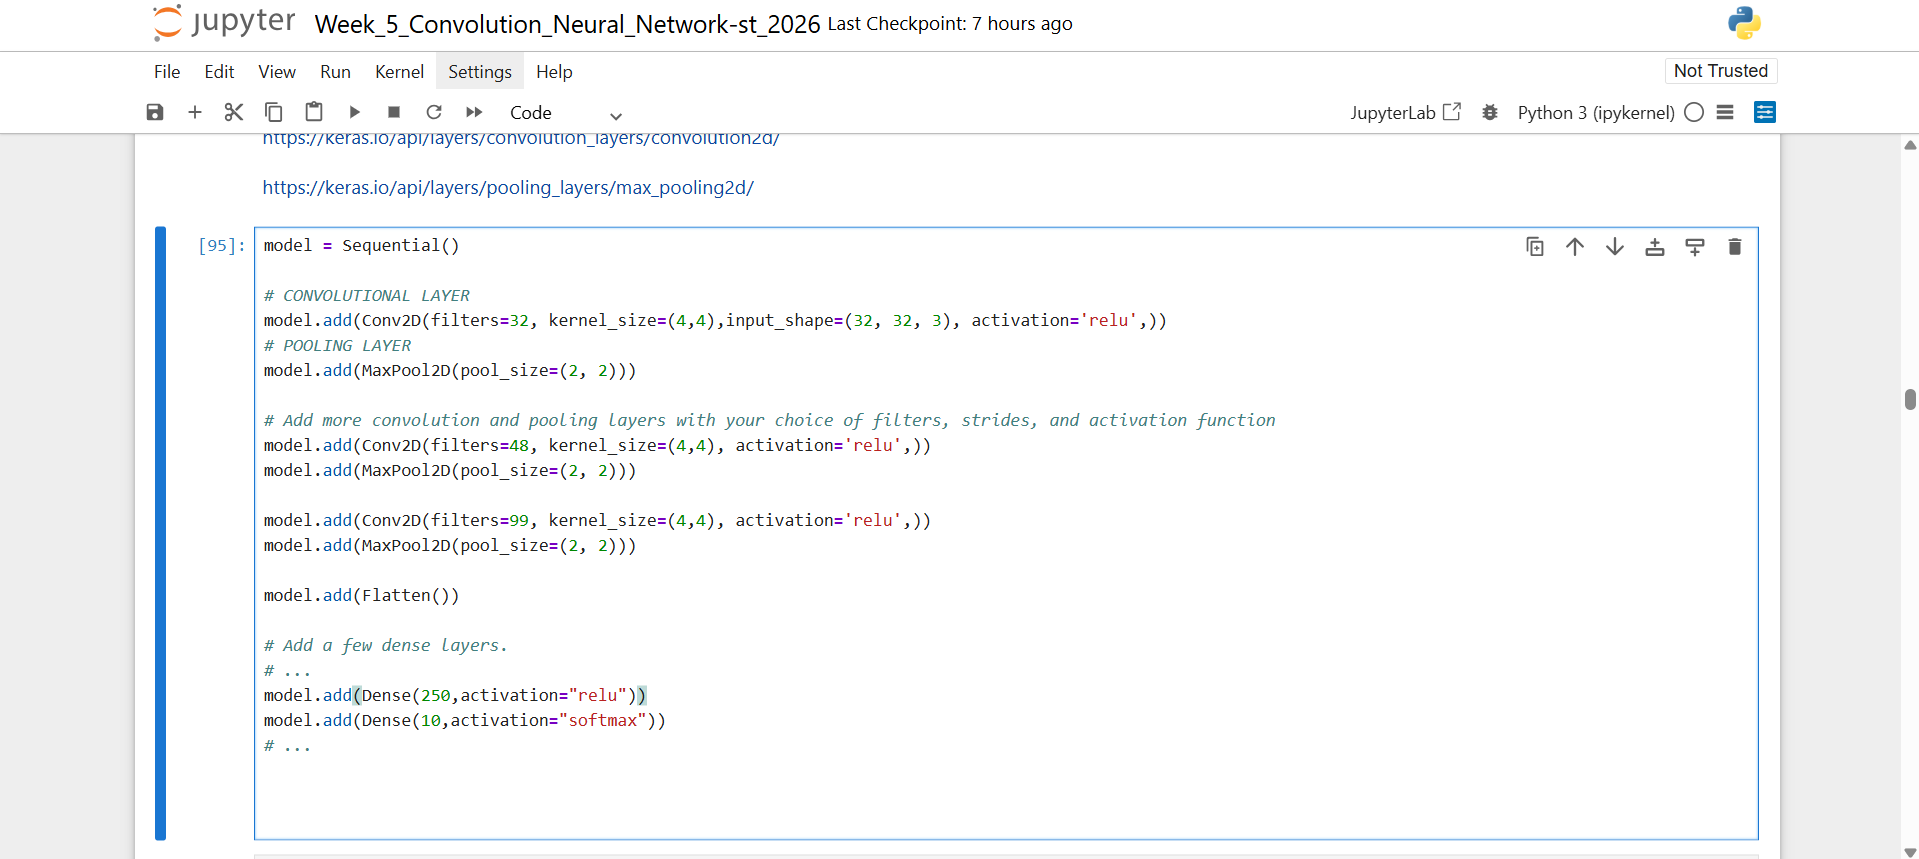 jupyter Week_5_Convolution_Neural_Network-st_2026 Last Checkpoint: 7 hours ago
File Edit View Run Kernel Settings Help Not Trusted
Code JupyterLab Python 3 (ipykernel)
https://keras.io/api/layers/convolution_layers/convolution2d/
https://keras.io/api/layers/pooling_layers/max_pooling2d/
[95]: model = Sequential()
# CONVOLUTIONAL LAYER
model.add(Conv2D(filters=32, kernel_size=(4,4),input_shape=(32, 32, 3), activation='relu',))
# POOLING LAYER
model.add(MaxPool2D(pool_size=(2, 2)))
# Add more convolution and pooling layers with your choice of filters, strides, and activation function
model.add(Conv2D(filters=48, kernel_size=(4,4), activation='relu',))
model.add(MaxPool2D(pool_size=(2, 2)))
model.add(Conv2D(filters=99, kernel_size=(4,4), activation='relu',))
model.add(MaxPool2D(pool_size=(2, 2)))
model.add(Flatten())
# Add a few dense layers.
# ...
model.add(Dense(250,activation="relu"))
model.add(Dense(10,activation="softmax"))
# ...